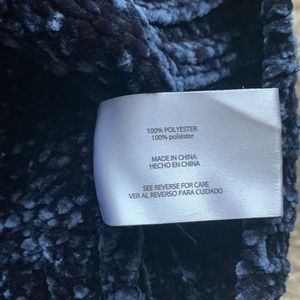 100% POLYESTER
100% poliéster
MADE IN CHINA
HECHO EN CHINA
SEE REVERSE FOR CARE
VER AL REVERSO PARA CUIDADO